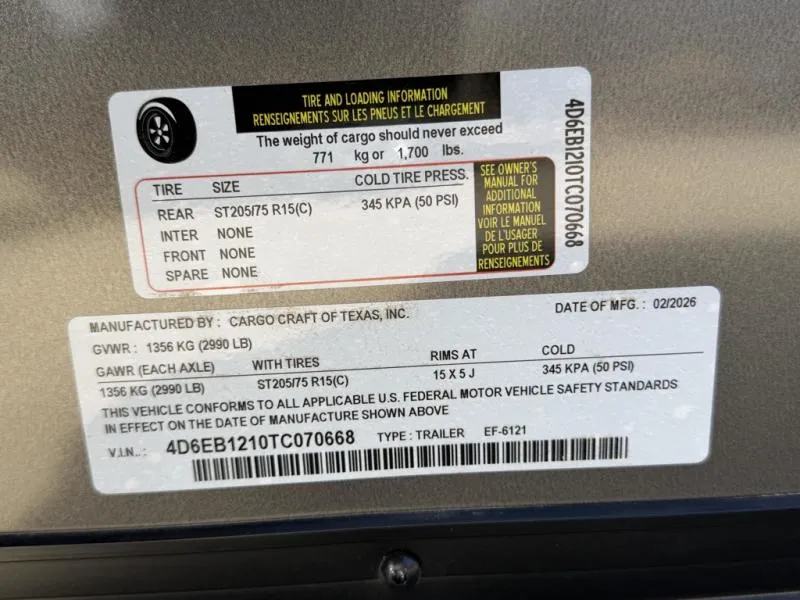 TIRE AND LOADING INFORMATION
RENSEIGNEMENTS SUR LES PNEUS ET LE CHARGEMENT
The weight of cargo should never exceed
771 kg or 1,700 lbs.
TIRE SIZE COLD TIRE PRESS.
REAR ST205/75 R15(C) 345 KPA (50 PSI)
INTER NONE
FRONT NONE
SPARE NONE
SEE OWNER'S
MANUAL FOR
ADDITIONAL
INFORMATION
VOIR LE MANUEL
DE L'USAGER
POUR PLUS DE
RENSEIGNEMENTS
4D6EB1210TC070668
MANUFACTURED BY : CARGO CRAFT OF TEXAS, INC. DATE OF MFG. : 02/2026
GVWR : 1356 KG (2990 LB)
GAWR (EACH AXLE) WITH TIRES RIMS AT COLD
1356 KG (2990 LB) ST205/75 R15(C) 15 X 5 J 345 KPA (50 PSI)
THIS VEHICLE CONFORMS TO ALL APPLICABLE U.S. FEDERAL MOTOR VEHICLE SAFETY STANDARDS
IN EFFECT ON THE DATE OF MANUFACTURE SHOWN ABOVE
V.I.N.. : 4D6EB1210TC070668 TYPE : TRAILER EF-6121